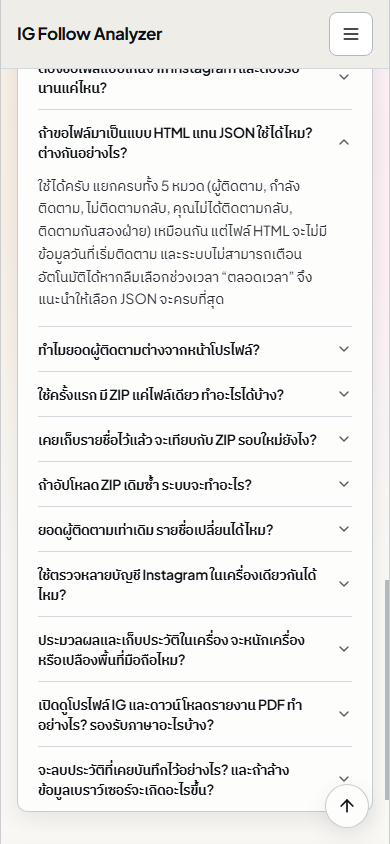 IG Follow Analyzer
นานแค่ไหน?
ถ้าขอไฟล์มาเป็นแบบ HTML แทน JSON ใช้ได้ไหม?
ต่างกันอย่างไร?
ใช้ได้ครับ แยกครบทั้ง 5 หมวด (ผู้ติดตาม, กำลัง
ติดตาม, ไม่ติดตามกลับ, คุณไม่ได้ติดตามกลับ,
ติดตามกันสองฝ่าย) เหมือนกัน แต่ไฟล์ HTML จะไม่มี
ข้อมูลวันที่เริ่มติดตาม และระบบไม่สามารถเตือน
อัตโนมัติได้หากลืมเลือกช่วงเวลา “ตลอดเวลา” จึง
แนะนำให้เลือก JSON จะครบที่สุด
ทำไมยอดผู้ติดตามต่างจากหน้าโปรไฟล์?
ใช้ครั้งแรก มี ZIP แค่ไฟล์เดียว ทำอะไรได้บ้าง?
เคยเก็บรายชื่อไว้แล้ว จะเทียบกับ ZIP รอบใหม่ยังไง?
ถ้าอัปโหลด ZIP เดิมซ้ำ ระบบจะทำอะไร?
ยอดผู้ติดตามเท่าเดิม รายชื่อเปลี่ยนได้ไหม?
ใช้ตรวจหลายบัญชี Instagram ในเครื่องเดียวกันได้
ไหม?
ประมวลผลและเก็บประวัติในเครื่อง จะหนักเครื่อง
หรือเปลืองพื้นที่มือถือไหม?
เปิดดูโปรไฟล์ IG และดาวน์โหลดรายงาน PDF ทำ
อย่างไร? รองรับภาษาอะไรบ้าง?
จะลบประวัติที่เคยบันทึกไว้อย่างไร? และถ้าล้าง
ข้อมูลเบราว์เซอร์จะเกิดอะไรขึ้น?